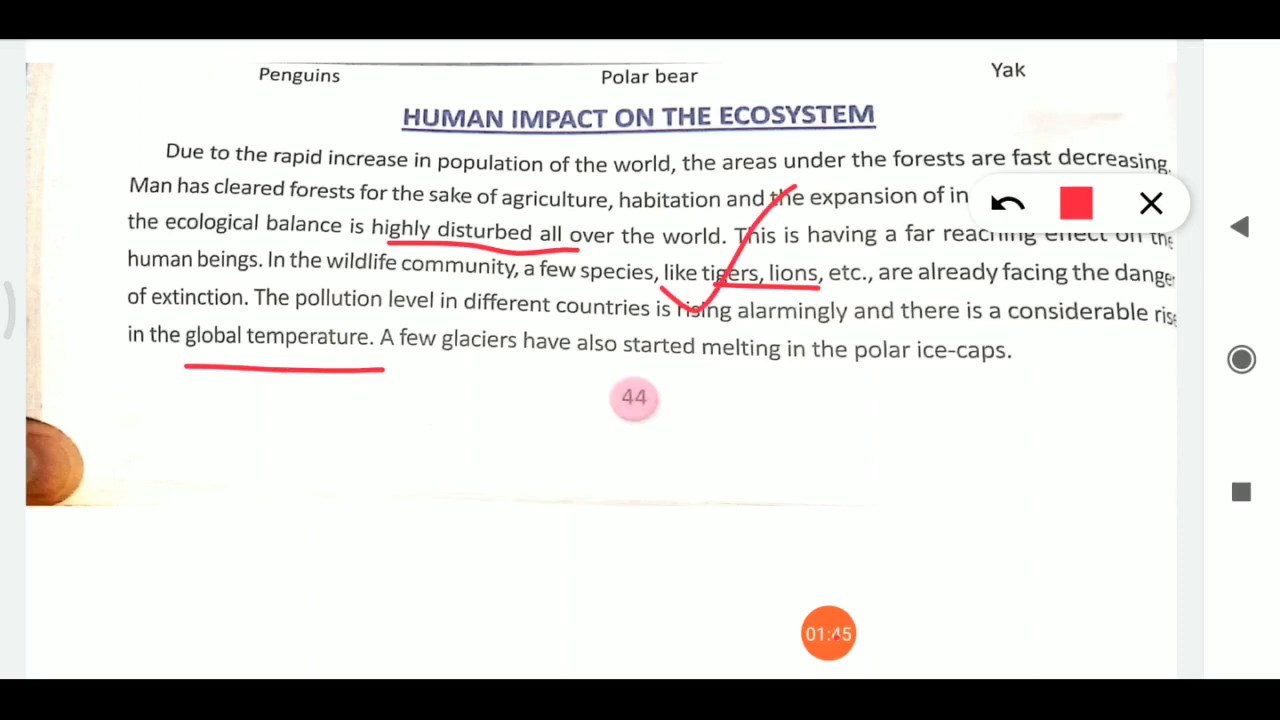 Penguins Polar bear Yak
HUMAN IMPACT ON THE ECOSYSTEM
Due to the rapid increase in population of the world, the areas under the forests are fast decreasing.
Man has cleared forests for the sake of agriculture, habitation and the expansion of in
the ecological balance is highly disturbed all over the world. This is having a far reaching effect on the
human beings. In the wildlife community, a few species, like tigers, lions, etc., are already facing the
of extinction. The pollution level in different countries is rising alarmingly and there is a considerable
in the global temperature. A few glaciers have also started melting in the polar ice-caps.
44
01:45